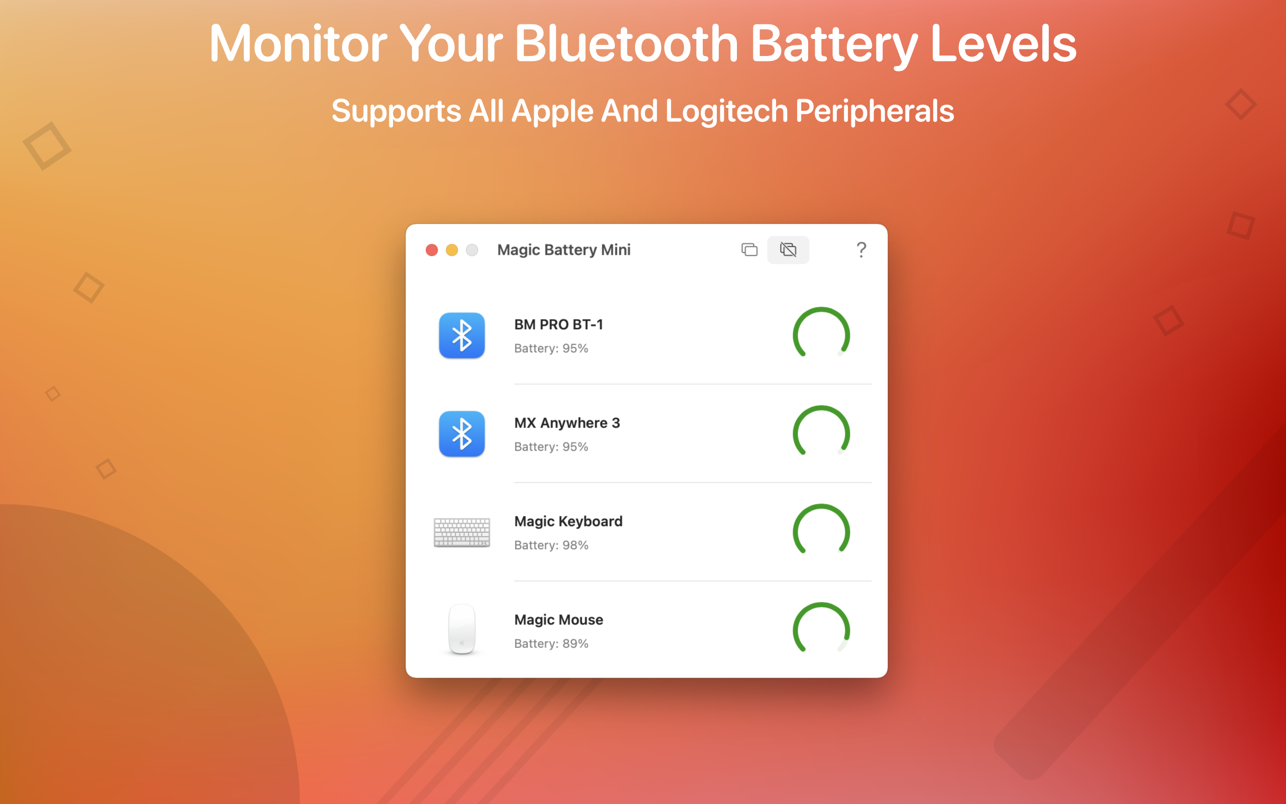 Monitor Your Bluetooth Battery Levels
Supports All Apple And Logitech Peripherals
Magic Battery Mini
?
BM PRO BT-1
Battery: 95%
MX Anywhere 3
Battery: 95%
Magic Keyboard
Battery: 98%
Magic Mouse
Battery: 89%